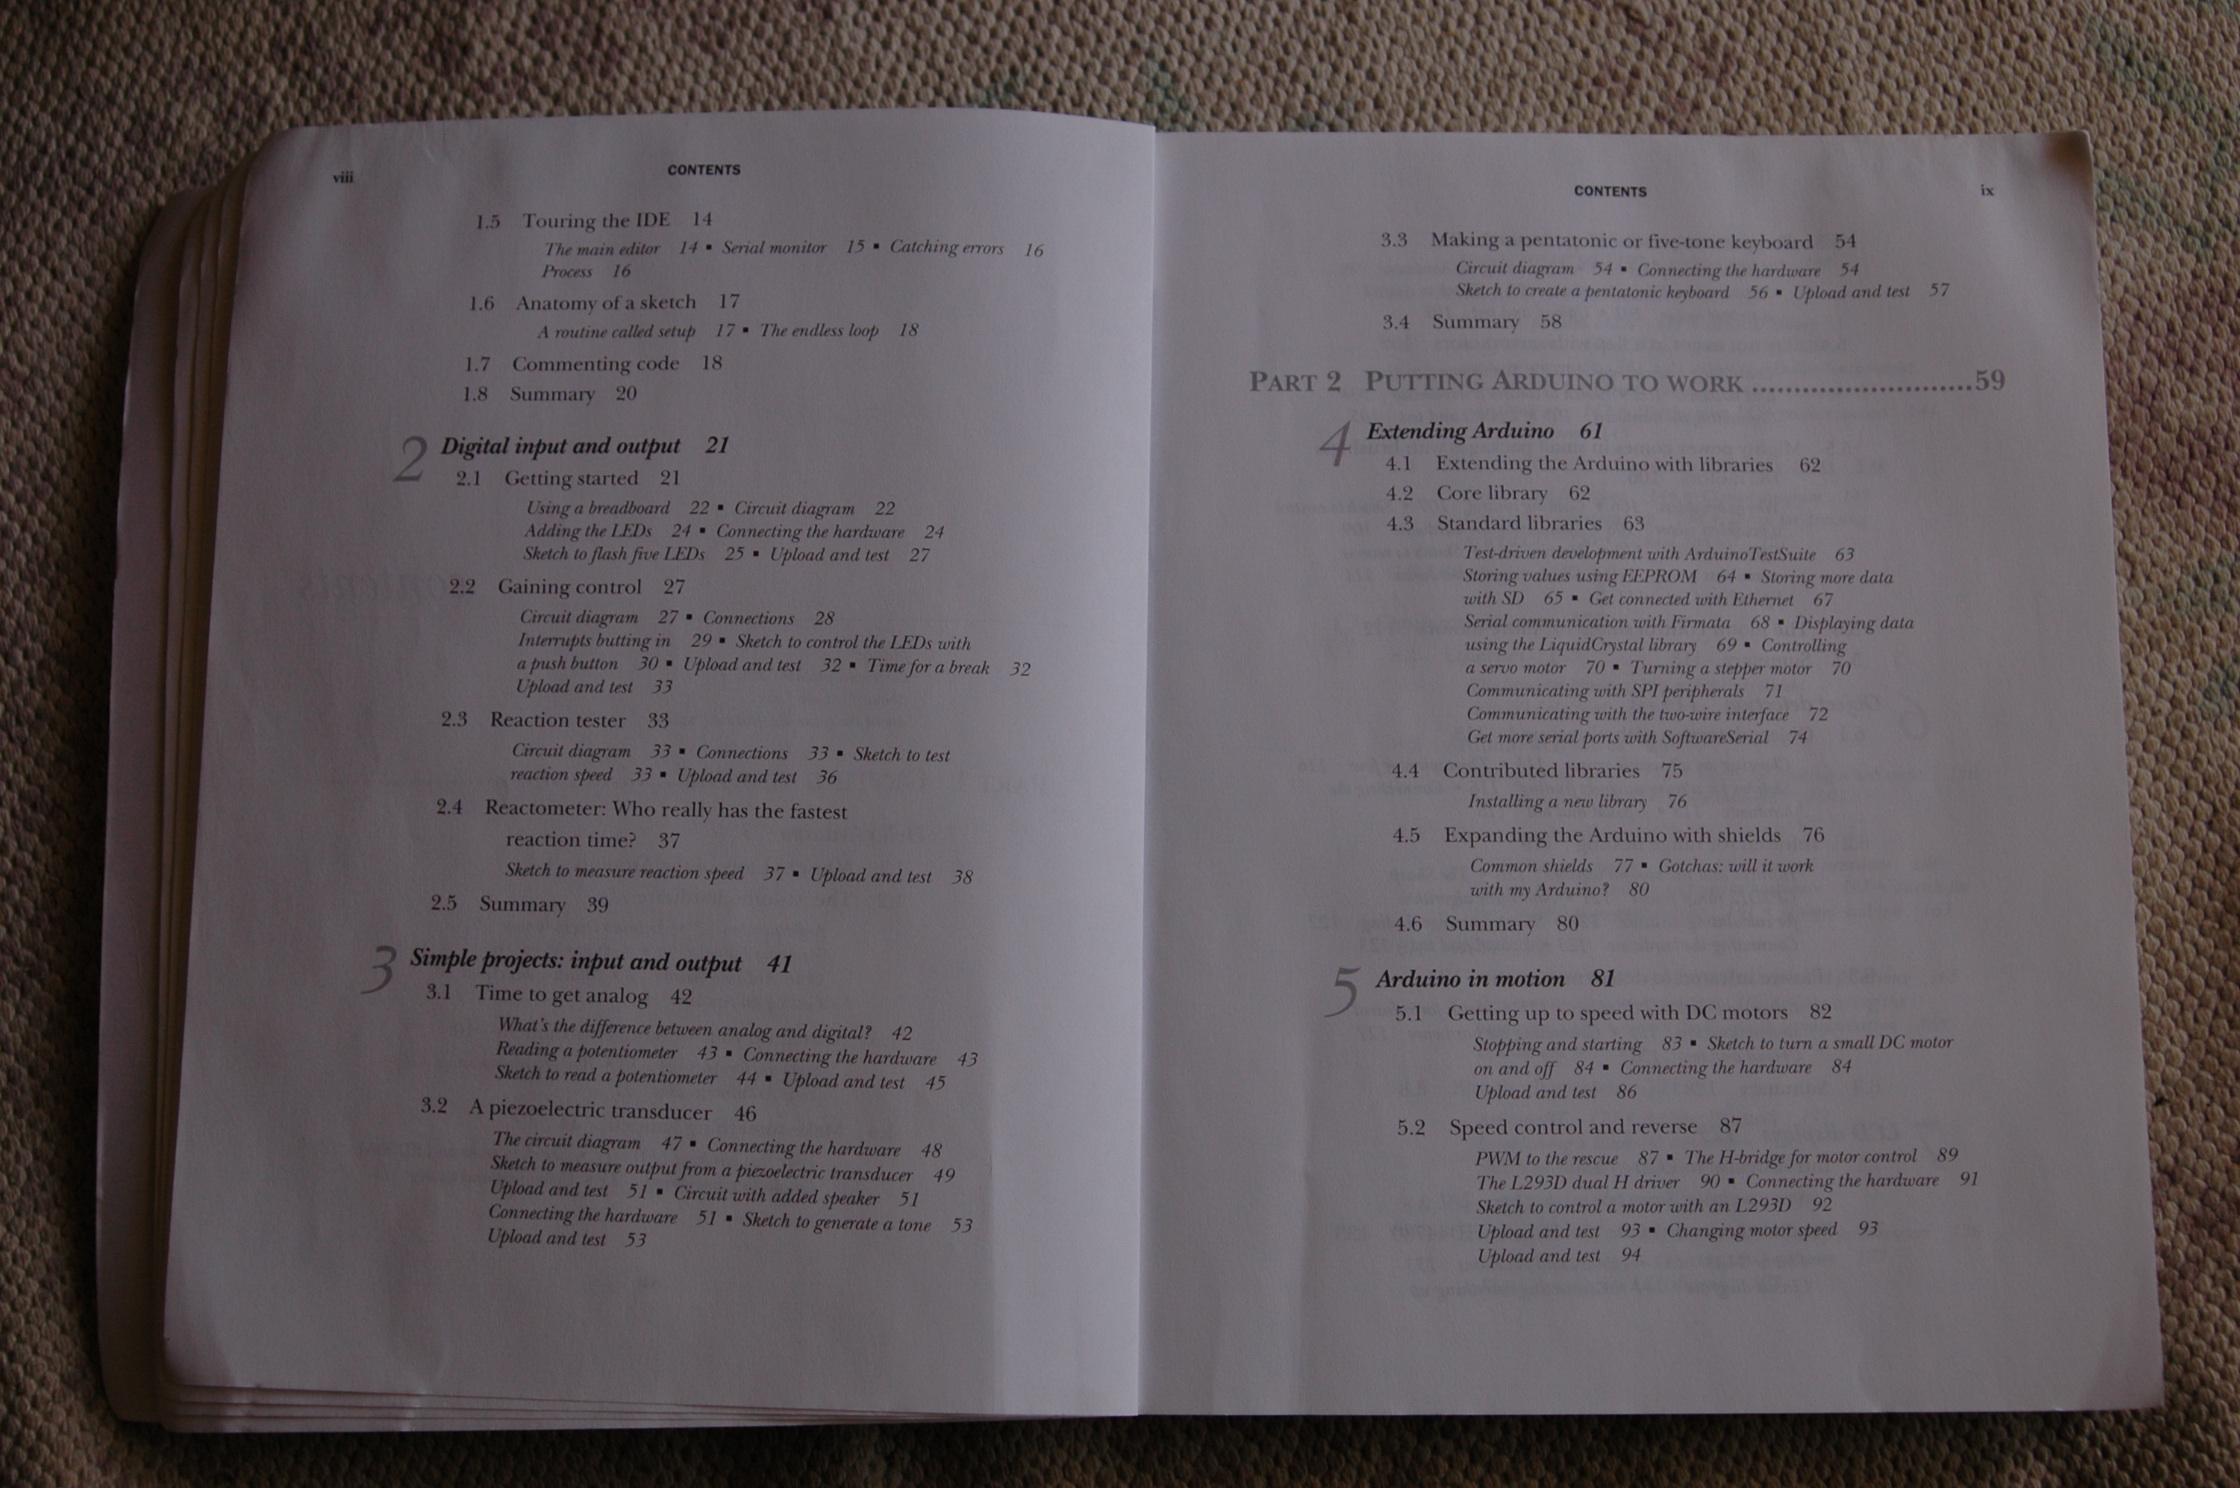 viii
CONTENTS
1.5 Touring the IDE 14
The main editor 14 ▪ Serial monitor 15 ▪ Catching errors 16
Process 16
1.6 Anatomy of a sketch 17
A routine called setup 17 ▪ The endless loop 18
1.7 Commenting code 18
1.8 Summary 20
2 Digital input and output 21
2.1 Getting started 21
Using a breadboard 22 ▪ Circuit diagram 22
Adding the LEDs 24 ▪ Connecting the hardware 24
Sketch to flash five LEDs 25 ▪ Upload and test 27
2.2 Gaining control 27
Circuit diagram 27 ▪ Connections 28
Interrupts butting in 29 ▪ Sketch to control the LEDs with
a push button 30 ▪ Upload and test 32 ▪ Time for a break 32
Upload and test 33
2.3 Reaction tester 33
Circuit diagram 33 ▪ Connections 33 ▪ Sketch to test
reaction speed 33 ▪ Upload and test 36
2.4 Reactometer: Who really has the fastest
reaction time? 37
Sketch to measure reaction speed 37 ▪ Upload and test 38
2.5 Summary 39
3 Simple projects: input and output 41
3.1 Time to get analog 42
What's the difference between analog and digital? 42
Reading a potentiometer 43 ▪ Connecting the hardware 43
Sketch to read a potentiometer 44 ▪ Upload and test 45
3.2 A piezoelectric transducer 46
The circuit diagram 47 ▪ Connecting the hardware 48
Sketch to measure output from a piezoelectric transducer 49
Upload and test 51 ▪ Circuit with added speaker 51
Connecting the hardware 51 ▪ Sketch to generate a tone 53
Upload and test 53
CONTENTS
ix
3.3 Making a pentatonic or five-tone keyboard 54
Circuit diagram 54 ▪ Connecting the hardware 54
Sketch to create a pentatonic keyboard 56 ▪ Upload and test 57
3.4 Summary 58
PART 2 PUTTING ARDUINO TO WORK ..........................59
4 Extending Arduino 61
4.1 Extending the Arduino with libraries 62
4.2 Core library 62
4.3 Standard libraries 63
Test-driven development with ArduinoTestSuite 63
Storing values using EEPROM 64 ▪ Storing more data
with SD 65 ▪ Get connected with Ethernet 67
Serial communication with Firmata 68 ▪ Displaying data
using the LiquidCrystal library 69 ▪ Controlling
a servo motor 70 ▪ Turning a stepper motor 70
Communicating with SPI peripherals 71
Communicating with the two-wire interface 72
Get more serial ports with SoftwareSerial 74
4.4 Contributed libraries 75
Installing a new library 76
4.5 Expanding the Arduino with shields 76
Common shields 77 ▪ Gotchas: will it work
with my Arduino? 80
4.6 Summary 80
5 Arduino in motion 81
5.1 Getting up to speed with DC motors 82
Stopping and starting 83 ▪ Sketch to turn a small DC motor
on and off 84 ▪ Connecting the hardware 84
Upload and test 86
5.2 Speed control and reverse 87
PWM to the rescue 87 ▪ The H-bridge for motor control 89
The L293D dual H driver 90 ▪ Connecting the hardware 91
Sketch to control a motor with an L293D 92
Upload and test 93 ▪ Changing motor speed 93
Upload and test 94